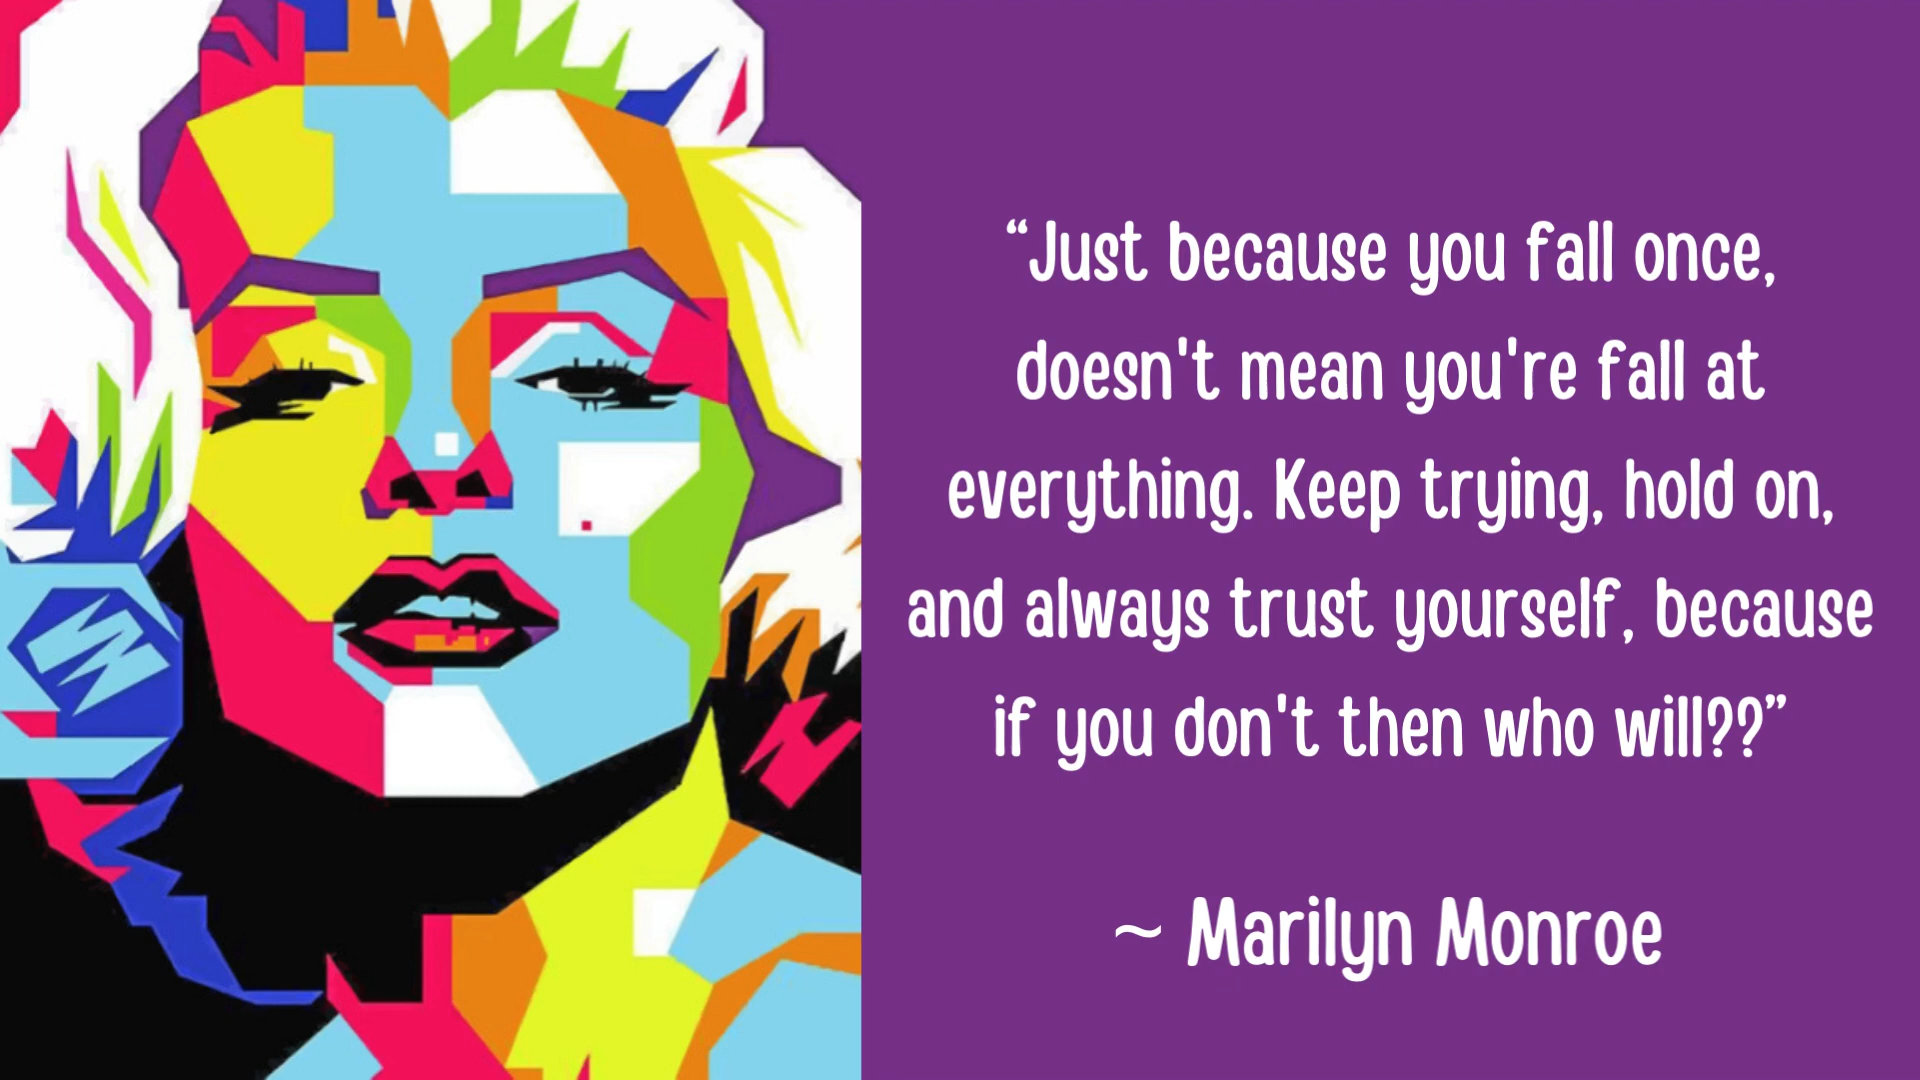 “Just because you fall once,
doesn't mean you're fall at
everything. Keep trying, hold on,
and always trust yourself, because
if you don't then who will??”
~ Marilyn Monroe